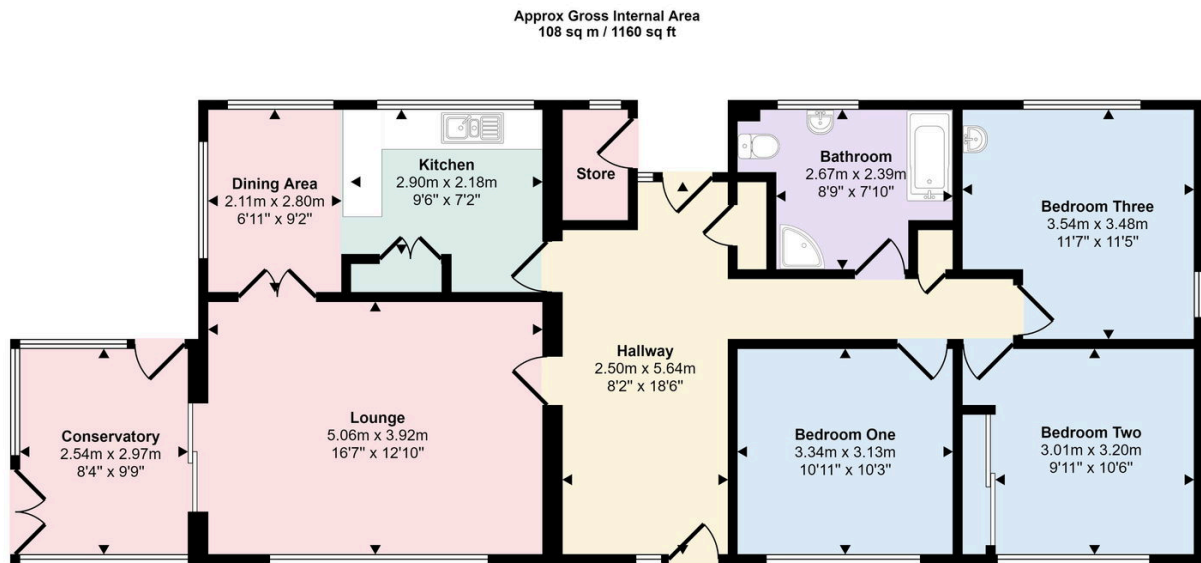 Approx Gross Internal Area
108 sq m / 1160 sq ft
Dining Area
2.11m x 2.80m
6'11" x 9'2"
Kitchen
2.90m x 2.18m
9'6" x 7'2"
Store
Bathroom
2.67m x 2.39m
8'9" x 7'10"
Bedroom Three
3.54m x 3.48m
11'7" x 11'5"
Conservatory
2.54m x 2.97m
8'4" x 9'9"
Lounge
5.06m x 3.92m
16'7" x 12'10"
Hallway
2.50m x 5.64m
8'2" x 18'6"
Bedroom One
3.34m x 3.13m
10'11" x 10'3"
Bedroom Two
3.01m x 3.20m
9'11" x 10'6"